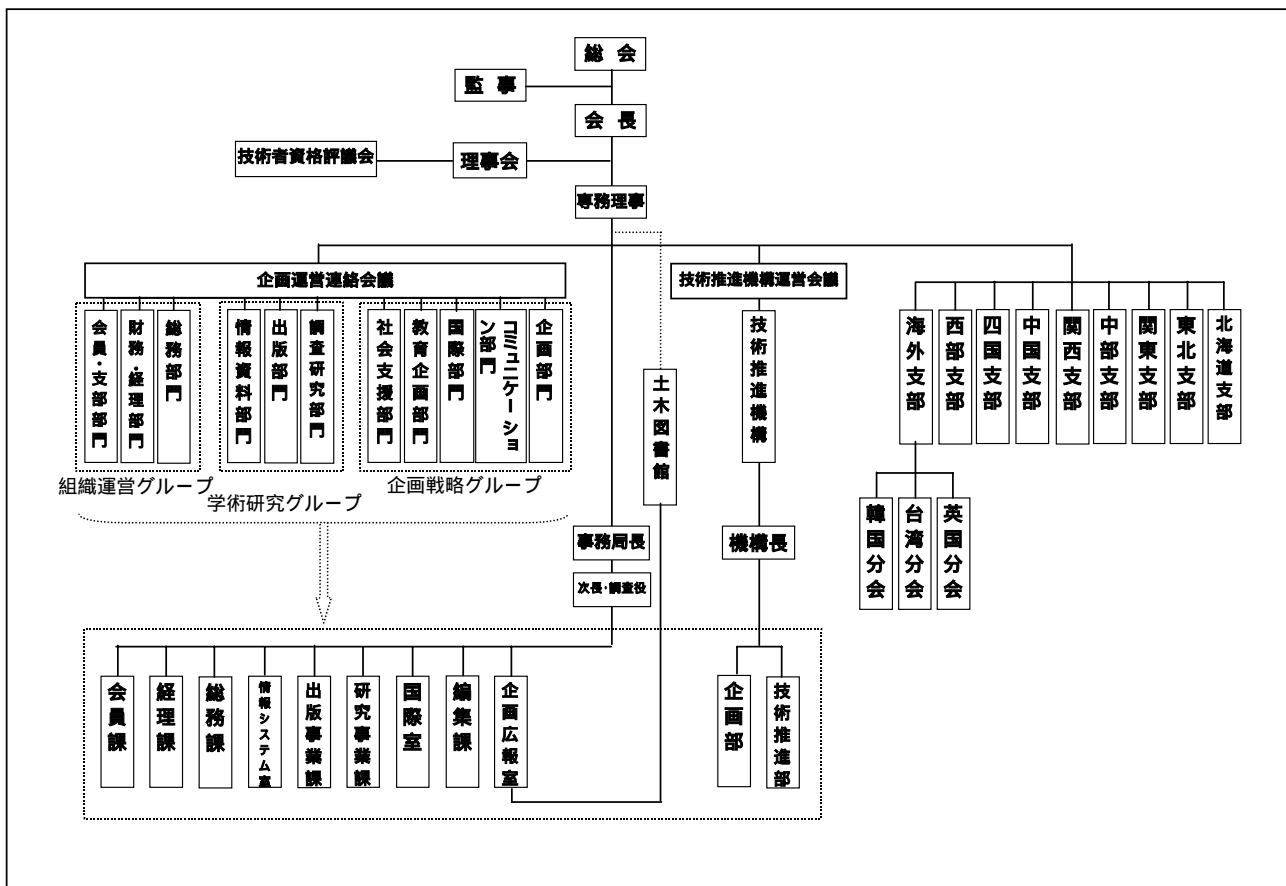 総 会
監 事
会 長
技術者資格評議会
理事会
専務理事
企画運営連絡会議
技術推進機構運営会議
会員・支部部門
財務・経理部門
総務部門
情報資料部門
出版部門
調査研究部門
社会支援部門
教育企画部門
国際部門
コミュニケーショ
ン部門
企画部門
土木図書館
技術推進機構
海外支部
西部支部
四国支部
中国支部
関西支部
中部支部
関東支部
東北支部
北海道支部
組織運営グループ
学術研究グループ
企画戦略グループ
韓国分会
台湾分会
英国分会
事務局長
機構長
次長・調査役
会員課
経理課
総務課
情報システム室
出版事業課
研究事業課
国際室
編集課
企画広報室
企画部
技術推進部